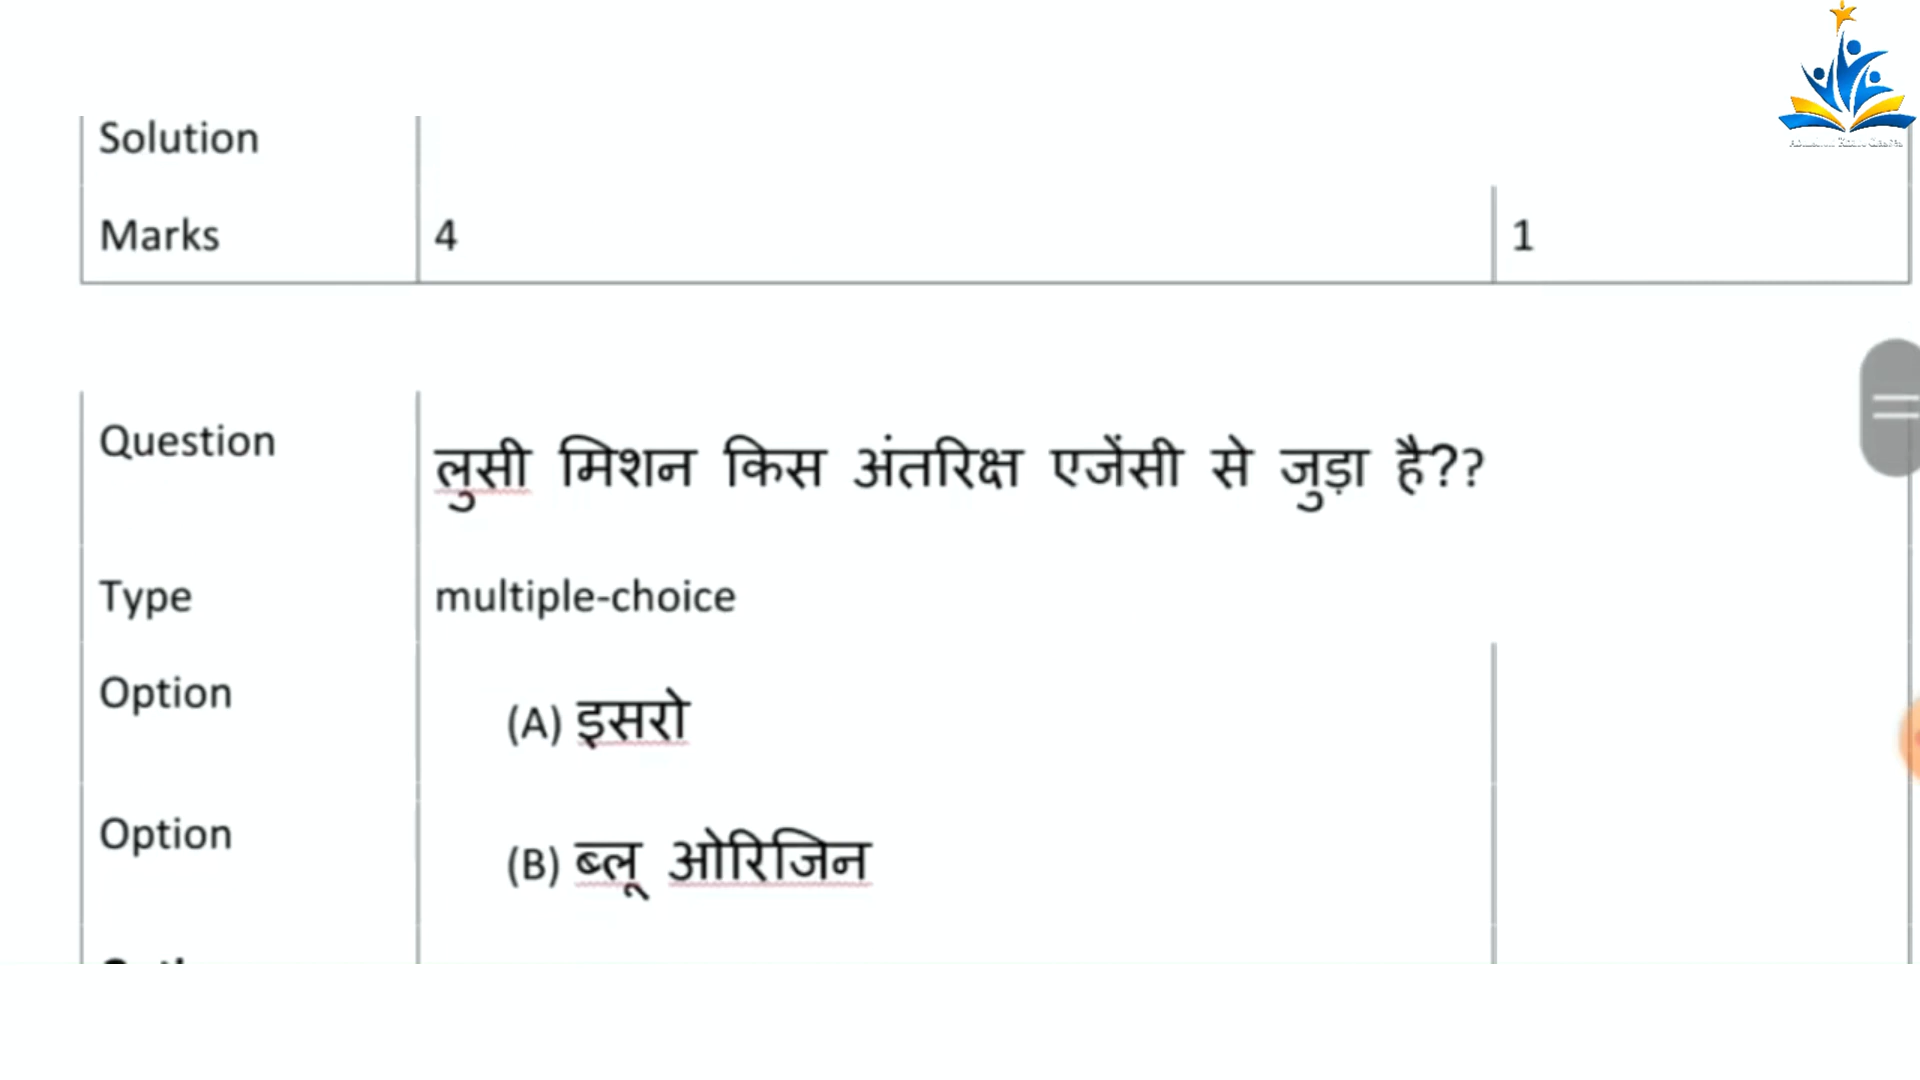 Solution
Marks 4 1
Question लुसी मिशन किस अंतरिक्ष एजेंसी से जुड़ा है??
Type multiple-choice
Option (A) इसरो
Option (B) ब्लू ओरिजिन